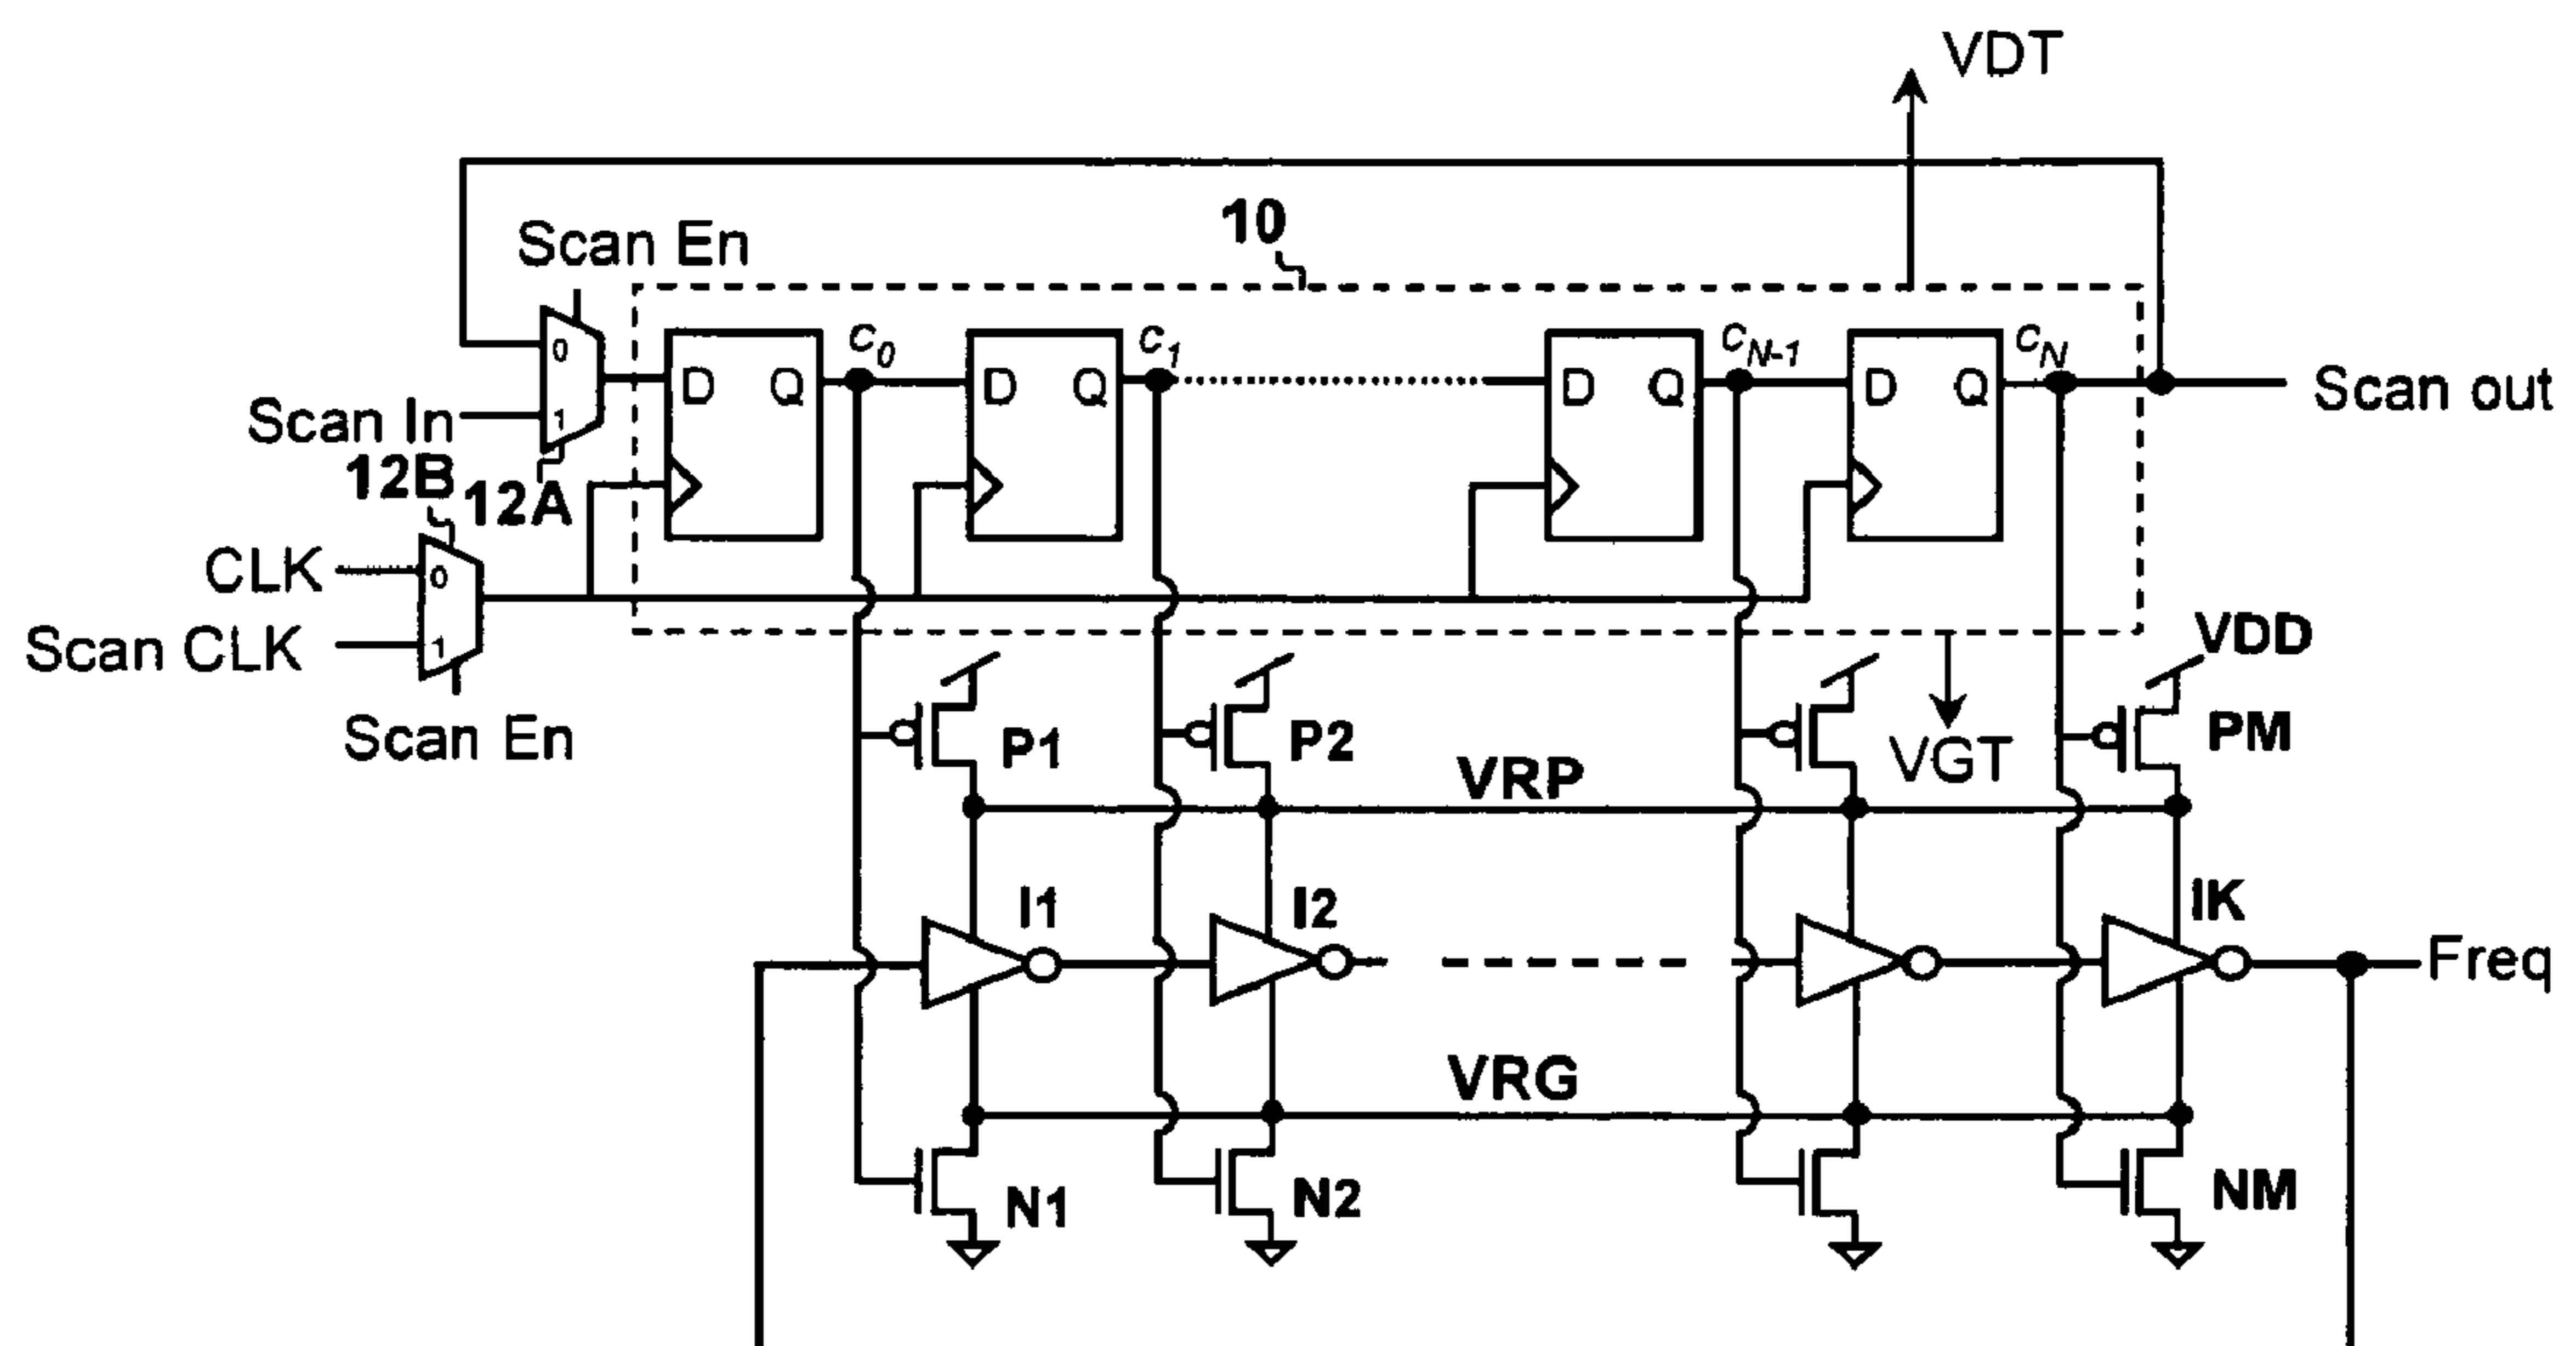 VDT
10
Scan En
0
1
D Q
C0
D Q
C1
D Q
CN-1
D Q
CN
Scan out
Scan In
12B
12A
CLK
0
1
Scan CLK
Scan En
VDD
P1
P2
VGT
PM
VRP
I1
I2
IK
Freq
VRG
N1
N2
NM